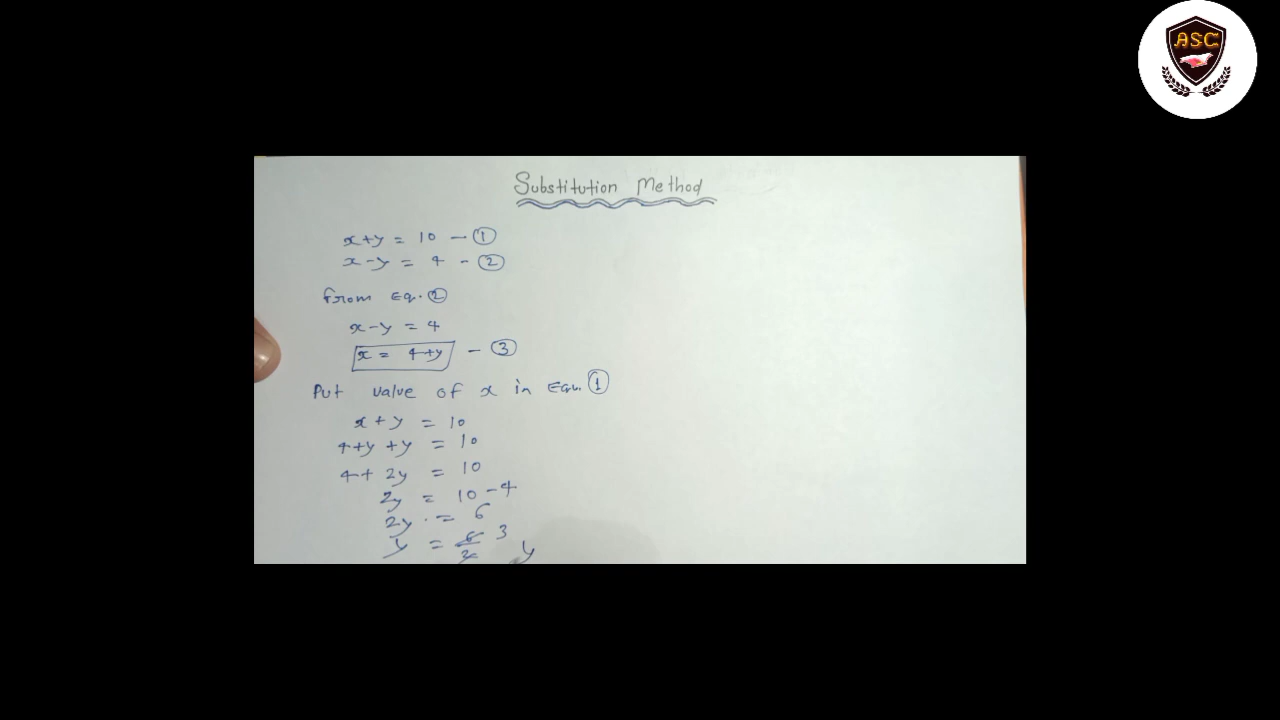 ASC
Substitution Method
x+y = 10 — ①
x-y = 4 - ②
from Eq. ②
x-y = 4
x = 4+y — ③
Put value of x in Equ. ①
x + y = 10
4+y +y = 10
4+ 2y = 10
2y = 10 -4
2y = 6
y = 6/2 3 y